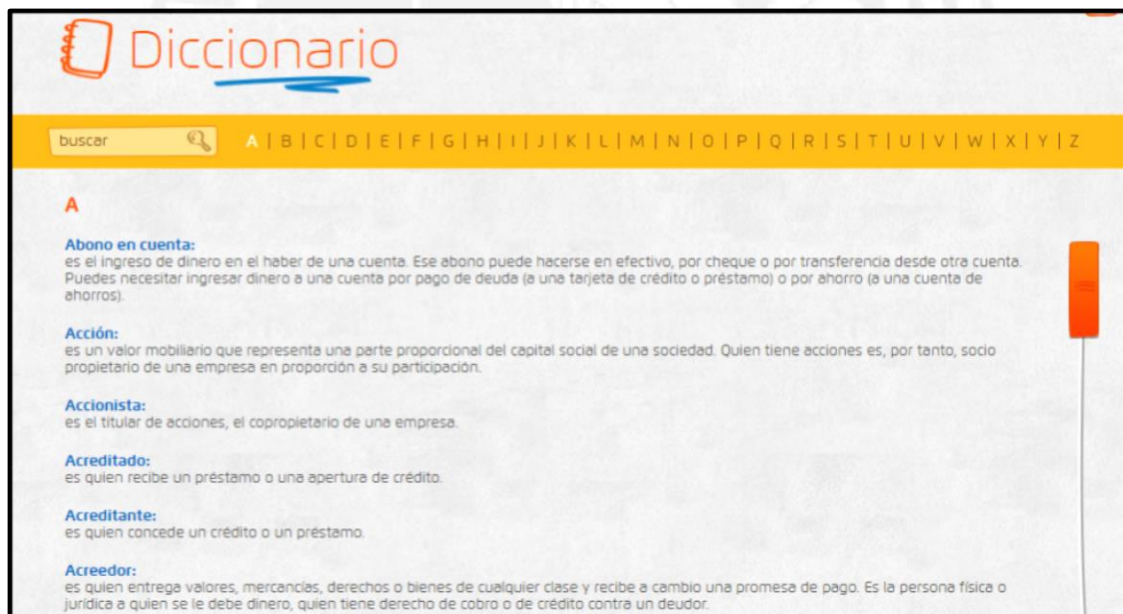 Diccionario
buscar A | B | C | D | E | F | G | H | I | J | K | L | M | N | O | P | Q | R | S | T | U | V | W | X | Y | Z
A
Abono en cuenta:
es el ingreso de dinero en el haber de una cuenta. Ese abono puede hacerse en efectivo, por cheque o por transferencia desde otra cuenta.
Puedes necesitar ingresar dinero a una cuenta por pago de deuda (a una tarjeta de crédito o préstamo) o por ahorro (a una cuenta de
ahorros).
Acción:
es un valor mobiliario que representa una parte proporcional del capital social de una sociedad. Quien tiene acciones es, por tanto, socio
propietario de una empresa en proporción a su participación.
Accionista:
es el titular de acciones, el copropietario de una empresa.
Acreditado:
es quien recibe un préstamo o una apertura de crédito.
Acreditante:
es quien concede un crédito o un préstamo.
Acreedor:
es quien entrega valores, mercancías, derechos o bienes de cualquier clase y recibe a cambio una promesa de pago. Es la persona física o
jurídica a quien se le debe dinero, quien tiene derecho de cobro o de crédito contra un deudor.